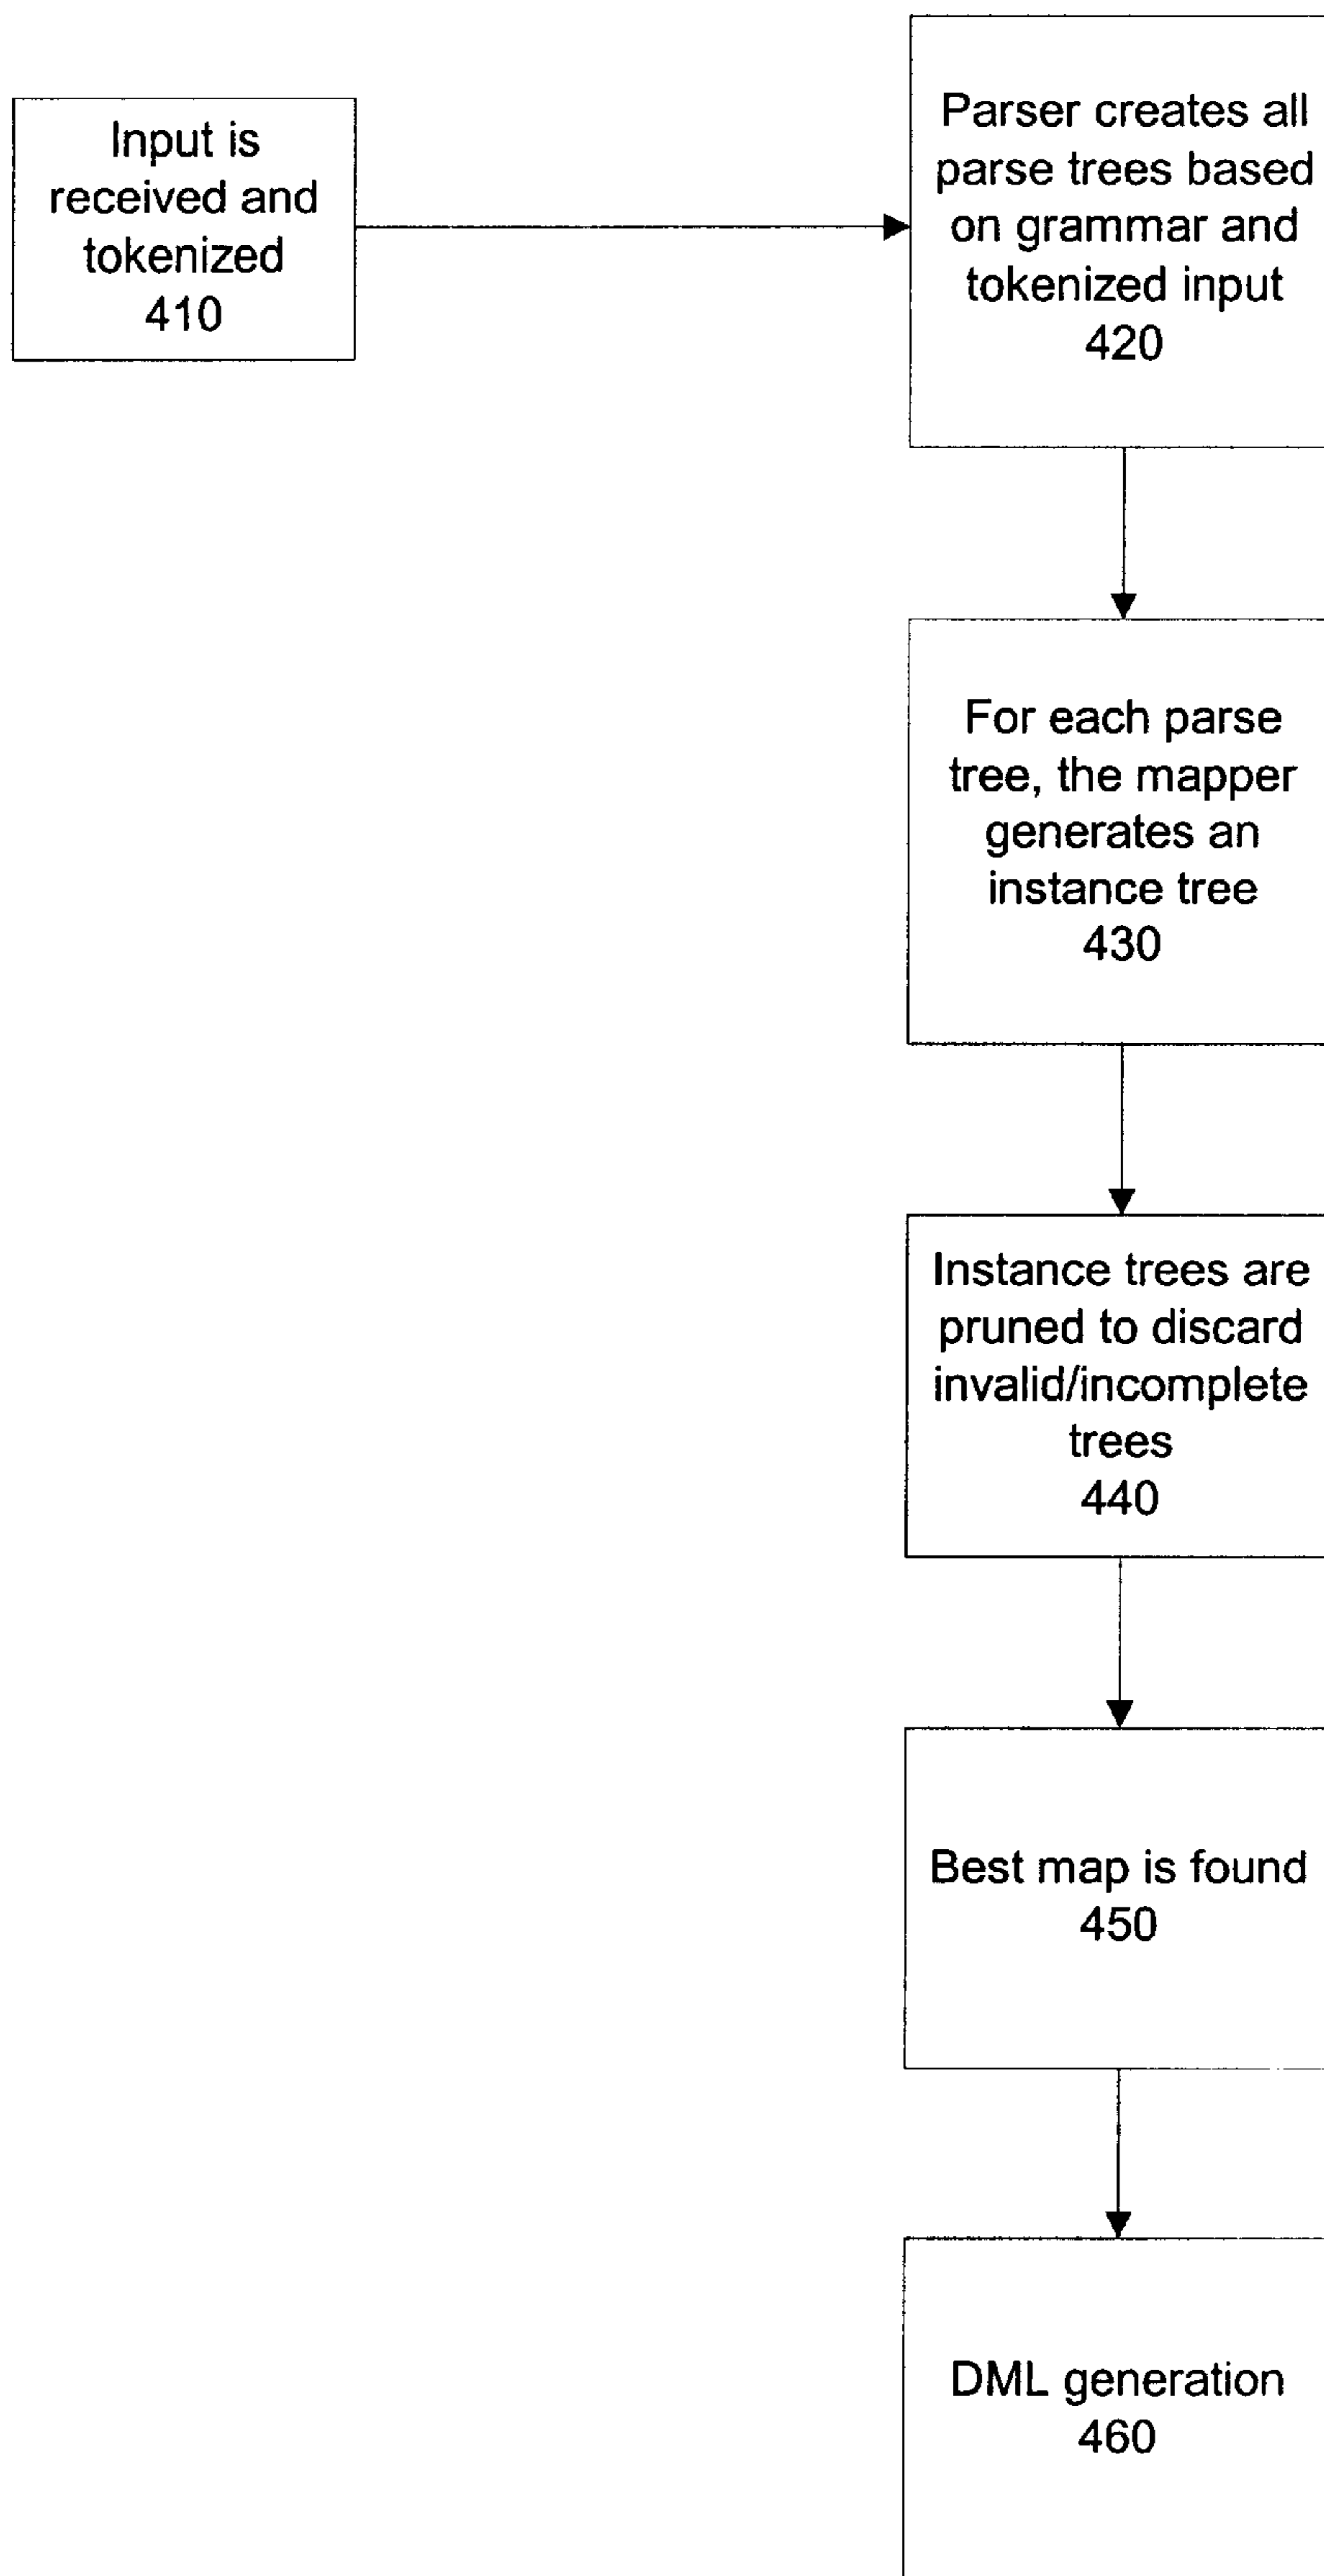 Input is
received and
tokenized
410
Parser creates all
parse trees based
on grammar and
tokenized input
420
For each parse
tree, the mapper
generates an
instance tree
430
Instance trees are
pruned to discard
invalid/incomplete
trees
440
Best map is found
450
DML generation
460